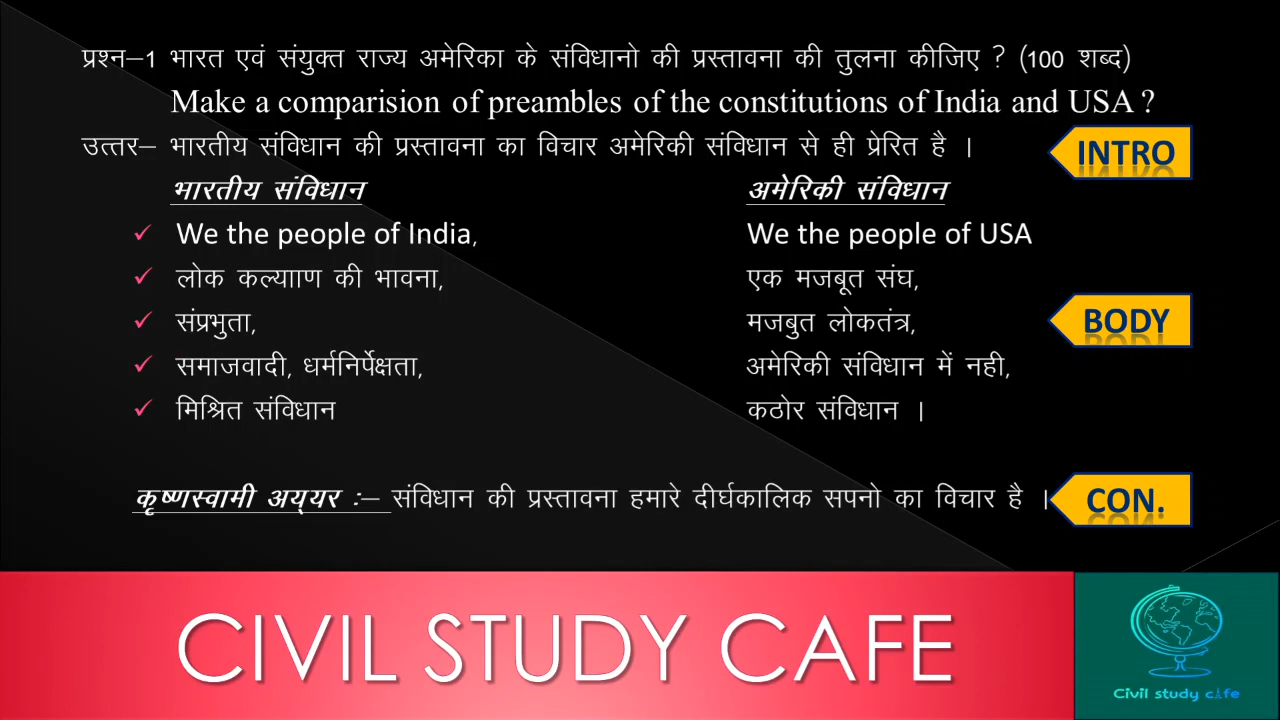 प्रश्न–1 भारत एवं संयुक्त राज्य अमेरिका के संविधानो की प्रस्तावना की तुलना कीजिए ? (100 शब्द)
Make a comparision of preambles of the constitutions of India and USA ?
उत्तर– भारतीय संविधान की प्रस्तावना का विचार अमेरिकी संविधान से ही प्रेरित है ।
INTRO
भारतीय संविधान अमेरिकी संविधान
✓ We the people of India, We the people of USA
✓ लोक कल्यााण की भावना, एक मजबूत संघ,
✓ संप्रभुता, मजबुत लोकतंत्र,
BODY
✓ समाजवादी, धर्मनिर्पेक्षता, अमेरिकी संविधान में नही,
✓ मिश्रित संविधान कठोर संविधान ।
कृष्णस्वामी अय्यर :– संविधान की प्रस्तावना हमारे दीर्घकालिक सपनो का विचार है ।
CON.
CIVIL STUDY CAFE
Civil study cafe